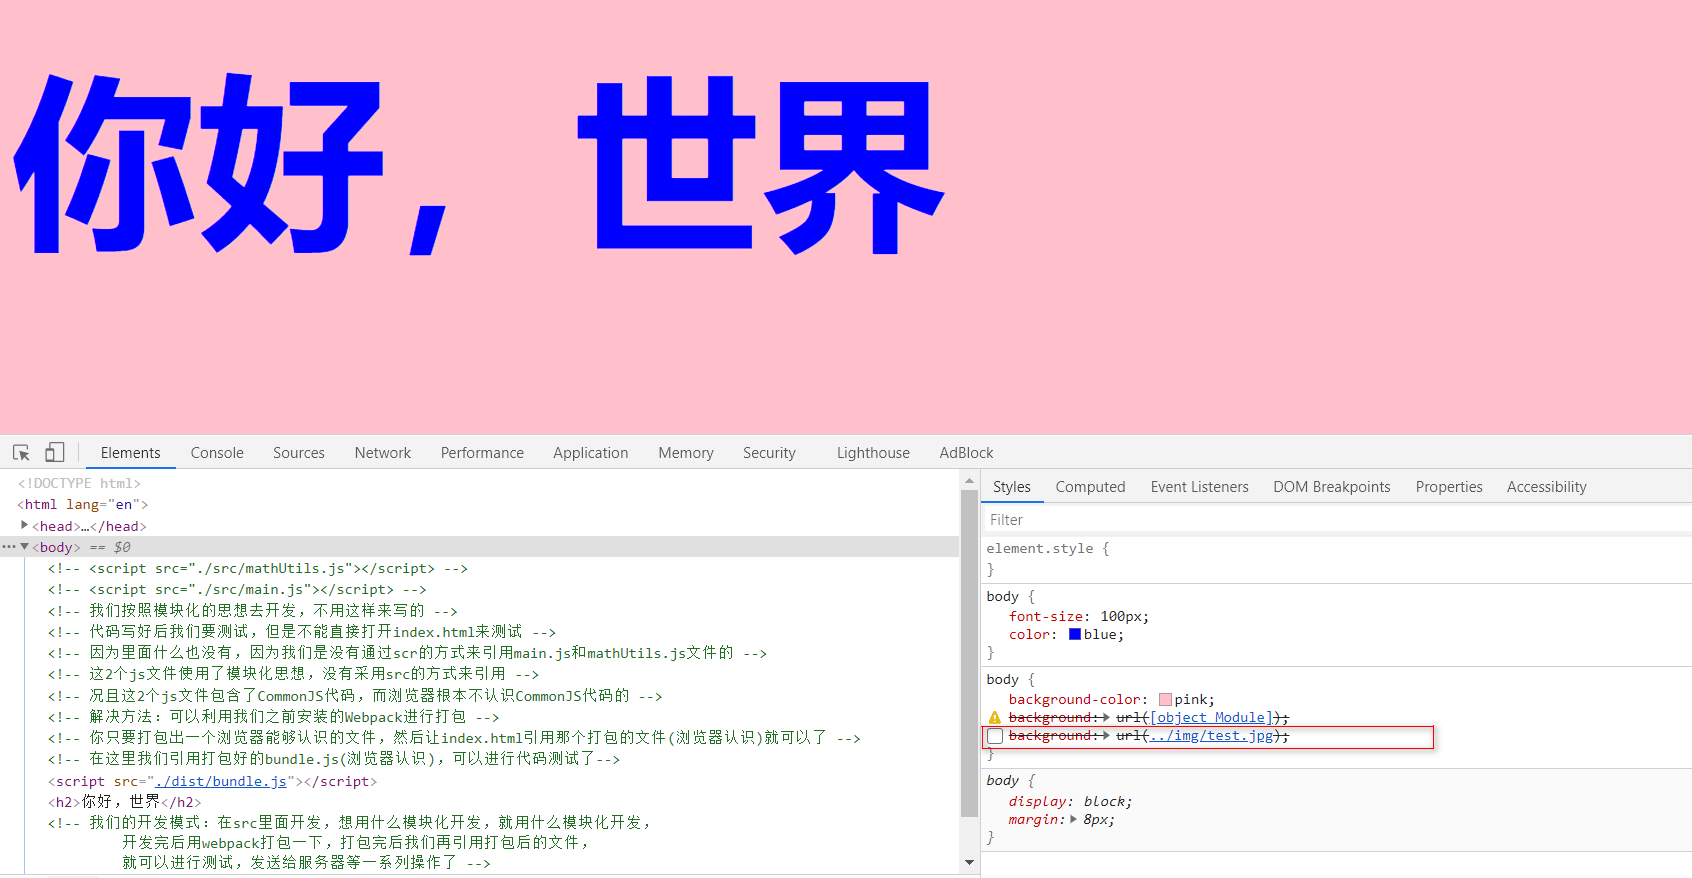 你好，世界
Elements Console Sources Network Performance Application Memory Security Lighthouse AdBlock
<!DOCTYPE html>
<html lang="en">
<head>…</head>
<body> == $0
<!-- <script src="./src/mathUtils.js"></script> -->
<!-- <script src="./src/main.js"></script> -->
<!-- 我们按照模块化的思想去开发，不用这样来写的 -->
<!-- 代码写好后我们要测试，但是不能直接打开index.html来测试 -->
<!-- 因为里面什么也没有，因为我们是没有通过scr的方式来引用main.js和mathUtils.js文件的 -->
<!-- 这2个js文件使用了模块化思想，没有采用src的方式来引用 -->
<!-- 况且这2个js文件包含了CommonJS代码，而浏览器根本不认识CommonJS代码的 -->
<!-- 解决方法：可以利用我们之前安装的Webpack进行打包 -->
<!-- 你只要打包出一个浏览器能够认识的文件，然后让index.html引用那个打包的文件(浏览器认识)就可以了 -->
<!-- 在这里我们引用打包好的bundle.js(浏览器认识)，可以进行代码测试了-->
<script src="./dist/bundle.js"></script>
<h2>你好，世界</h2>
<!-- 我们的开发模式：在src里面开发，想用什么模块化开发，就用什么模块化开发，
开发完后用webpack打包一下，打包完后我们再引用打包后的文件，
就可以进行测试，发送给服务器等一系列操作了 -->
Styles Computed Event Listeners DOM Breakpoints Properties Accessibility
Filter
element.style {
}
body {
font-size: 100px;
color: blue;
}
body {
background-color: pink;
background: url([object Module]);
background: url(../img/test.jpg);
}
body {
display: block;
margin: 8px;
}